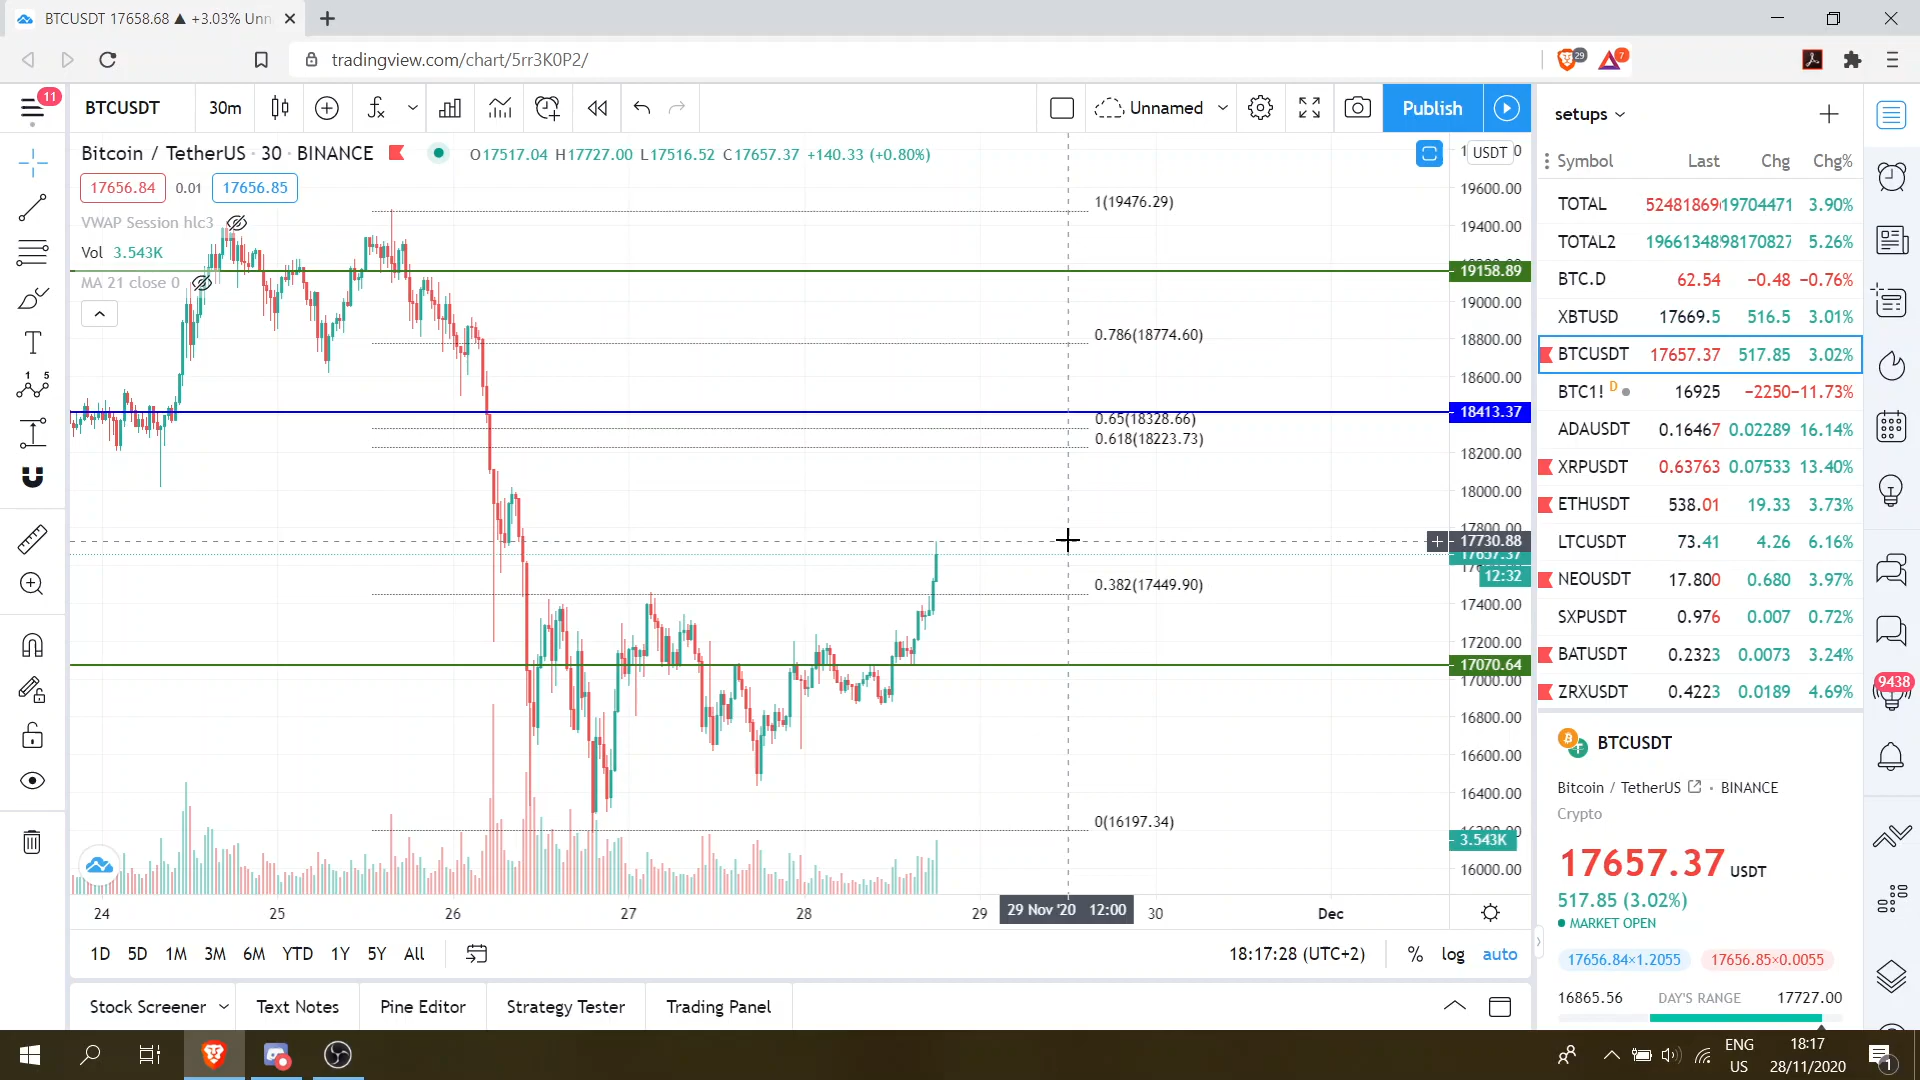 BTCUSDT 17658.68 ▲ +3.03% Unn
tradingview.com/chart/5rr3K0P2/
29
7
11
BTCUSDT 30m Unnamed Publish
Bitcoin / TetherUS · 30 · BINANCE O17517.04 H17727.00 L17516.52 C17657.37 +140.33 (+0.80%)
17656.84 0.01 17656.85
VWAP Session hlc3
Vol 3.543K
MA 21 close 0
1(19476.29)
0.786(18774.60)
0.65(18328.66)
0.618(18223.73)
0.382(17449.90)
0(16197.34)
USDT
19600.00
19400.00
19158.89
19000.00
18800.00
18600.00
18413.37
18200.00
18000.00
17800.00
17730.88
17657.37
12:32
17400.00
17200.00
17070.64
17000.00
16800.00
16600.00
16400.00
3.543K
16000.00
24 25 26 27 28 29 29 Nov '20 12:00 30 Dec
1D 5D 1M 3M 6M YTD 1Y 5Y All 18:17:28 (UTC+2) % log auto
Stock Screener Text Notes Pine Editor Strategy Tester Trading Panel
setups
Symbol Last Chg Chg%
TOTAL 52481869 19704471 3.90%
TOTAL2 19661348 98170827 5.26%
BTC.D 62.54 −0.48 −0.76%
XBTUSD 17669.5 516.5 3.01%
BTCUSDT 17657.37 517.85 3.02%
BTC1! D 16925 −2250 −11.73%
ADAUSDT 0.16467 0.02289 16.14%
XRPUSDT 0.63763 0.07533 13.40%
ETHUSDT 538.01 19.33 3.73%
LTCUSDT 73.41 4.26 6.16%
NEOUSDT 17.800 0.680 3.97%
SXPUSDT 0.976 0.007 0.72%
BATUSDT 0.2323 0.0073 3.24%
ZRXUSDT 0.4223 0.0189 4.69%
9438
BTCUSDT
Bitcoin / TetherUS · BINANCE
Crypto
17657.37 USDT
517.85 (3.02%)
MARKET OPEN
17656.84×1.2055 17656.85×0.0055
16865.56 DAY'S RANGE 17727.00
ENG
US
18:17
28/11/2020
1